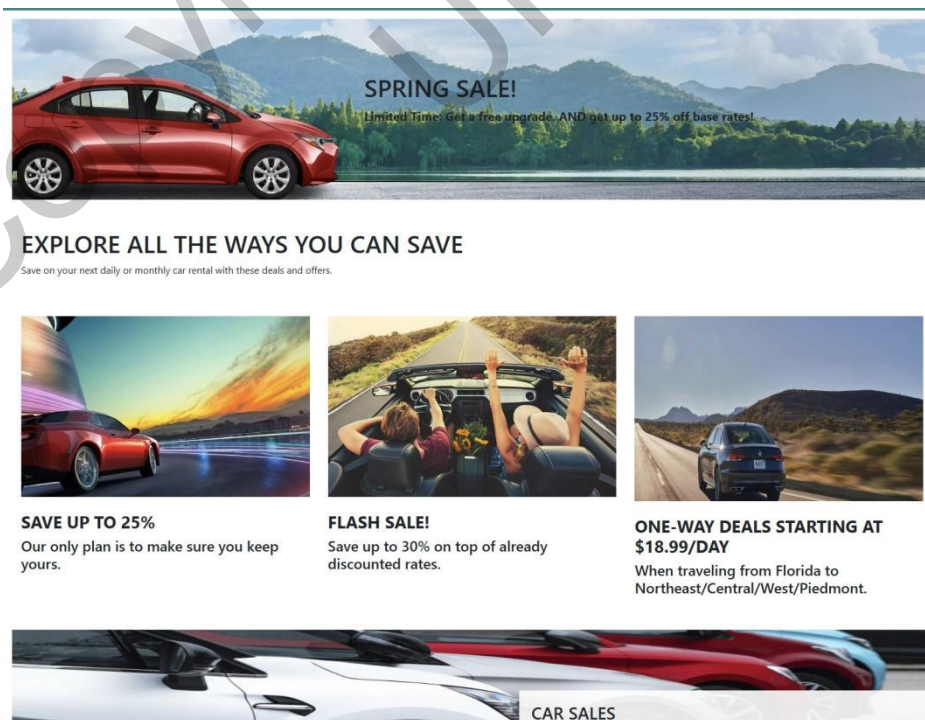 SPRING SALE!
Limited Time: Get a free upgrade, AND get up to 25% off base rates!
EXPLORE ALL THE WAYS YOU CAN SAVE
Save on your next daily or monthly car rental with these deals and offers.
SAVE UP TO 25%
Our only plan is to make sure you keep
yours.
FLASH SALE!
Save up to 30% on top of already
discounted rates.
ONE-WAY DEALS STARTING AT
$18.99/DAY
When traveling from Florida to
Northeast/Central/West/Piedmont.
CAR SALES